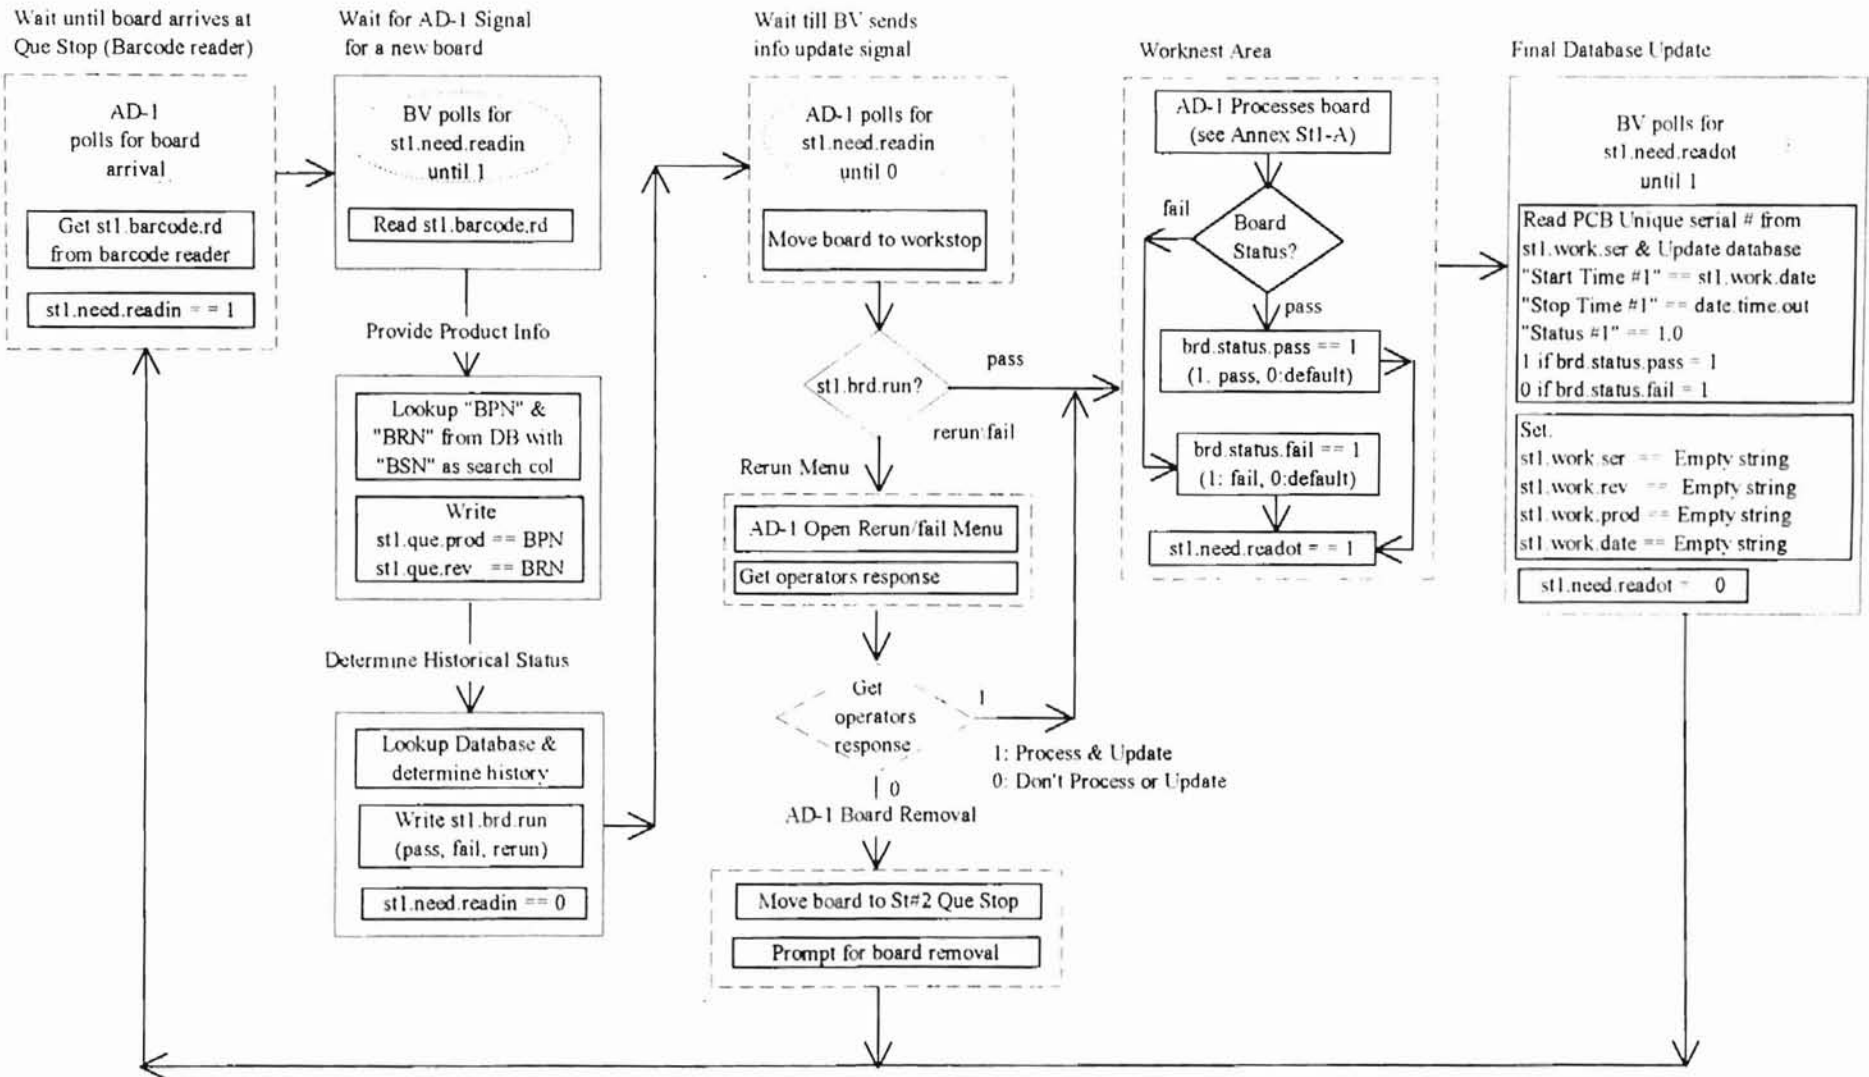 Wait until board arrives at
Que Stop (Barcode reader)
AD-1
polls for board
arrival
Get st1.barcode.rd
from barcode reader
st1.need.readin = = 1
Wait for AD-1 Signal
for a new board
BV polls for
st1.need.readin
until 1
Read st1.barcode.rd
Provide Product Info
Lookup "BPN" &
"BRN" from DB with
"BSN" as search col
Write
st1.que.prod == BPN
st1.que.rev == BRN
Determine Historical Status
Lookup Database &
determine history
Write st1.brd.run
(pass, fail, rerun)
st1.need.readin == 0
Wait till BV sends
info update signal
AD-1 polls for
st1.need.readin
until 0
Move board to workstop
st1.brd.run?
pass
rerun/fail
Rerun Menu
AD-1 Open Rerun/fail Menu
Get operators response
Get
operators
response
1
1: Process & Update
0: Don't Process or Update
0
AD-1 Board Removal
Move board to St#2 Que Stop
Prompt for board removal
Worknest Area
AD-1 Processes board
(see Annex St1-A)
fail
Board
Status?
pass
brd.status.pass == 1
(1. pass, 0:default)
brd.status.fail == 1
(1: fail, 0:default)
st1.need.readot = = 1
Final Database Update
BV polls for
st1.need.readot
until 1
Read PCB Unique serial # from
st1.work.ser & Update database
"Start Time #1" == st1.work.date
"Stop Time #1" == date.time.out
"Status #1" == 1.0
1 if brd.status.pass = 1
0 if brd.status.fail = 1
Set.
st1.work.ser == Empty string
st1.work.rev == Empty string
st1.work.prod == Empty string
st1.work.date == Empty string
st1.need.readot = 0